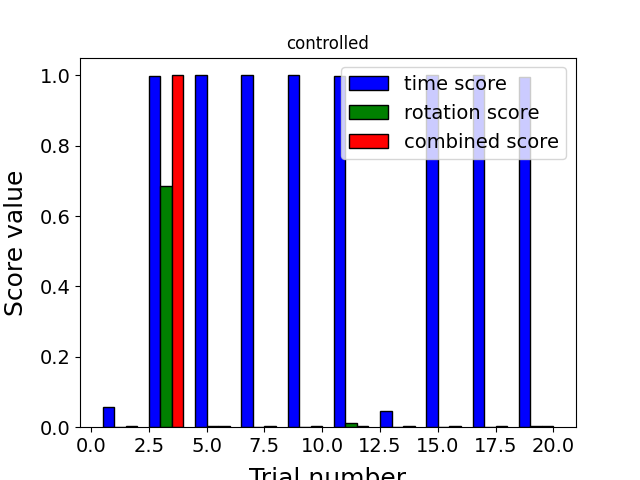 controlled
1.0
0.8
0.6
0.4
0.2
0.0
Score value
time score
rotation score
combined score
0.0 2.5 5.0 7.5 10.0 12.5 15.0 17.5 20.0
Trial number